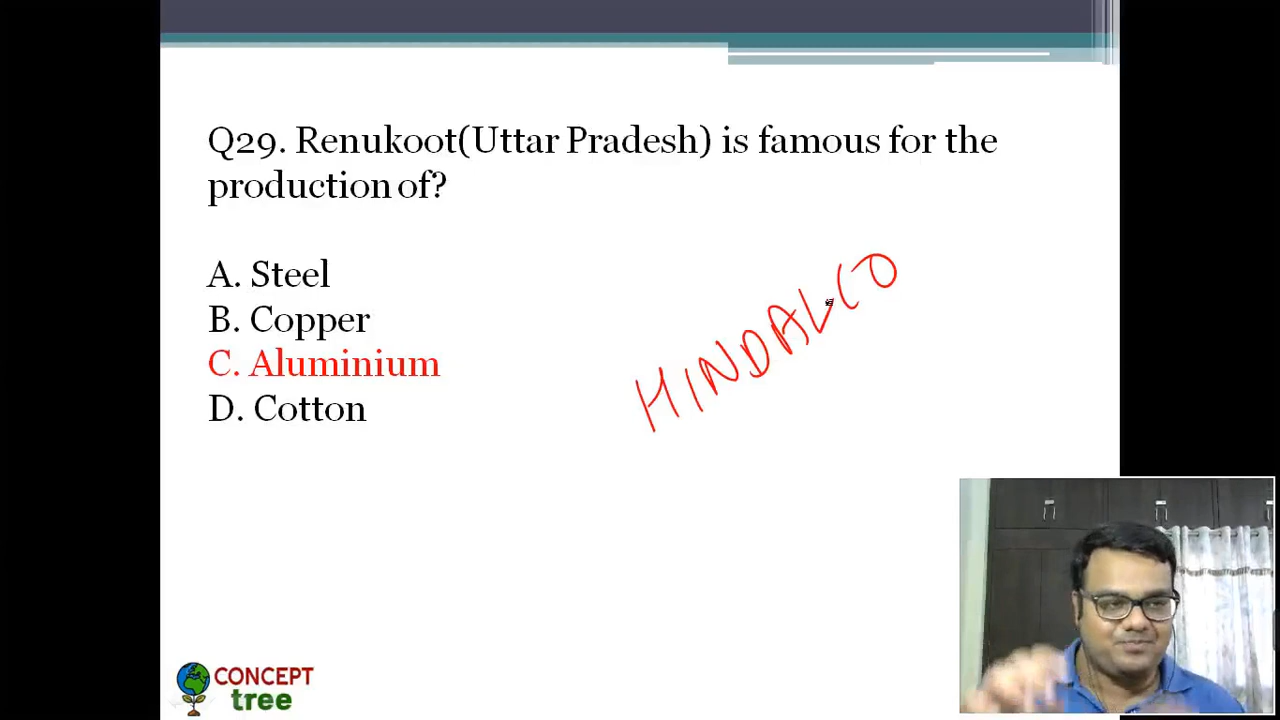 Q29. Renukoot(Uttar Pradesh) is famous for the
production of?
A. Steel
B. Copper
C. Aluminium
D. Cotton
HINDALCO
CONCEPT
tree